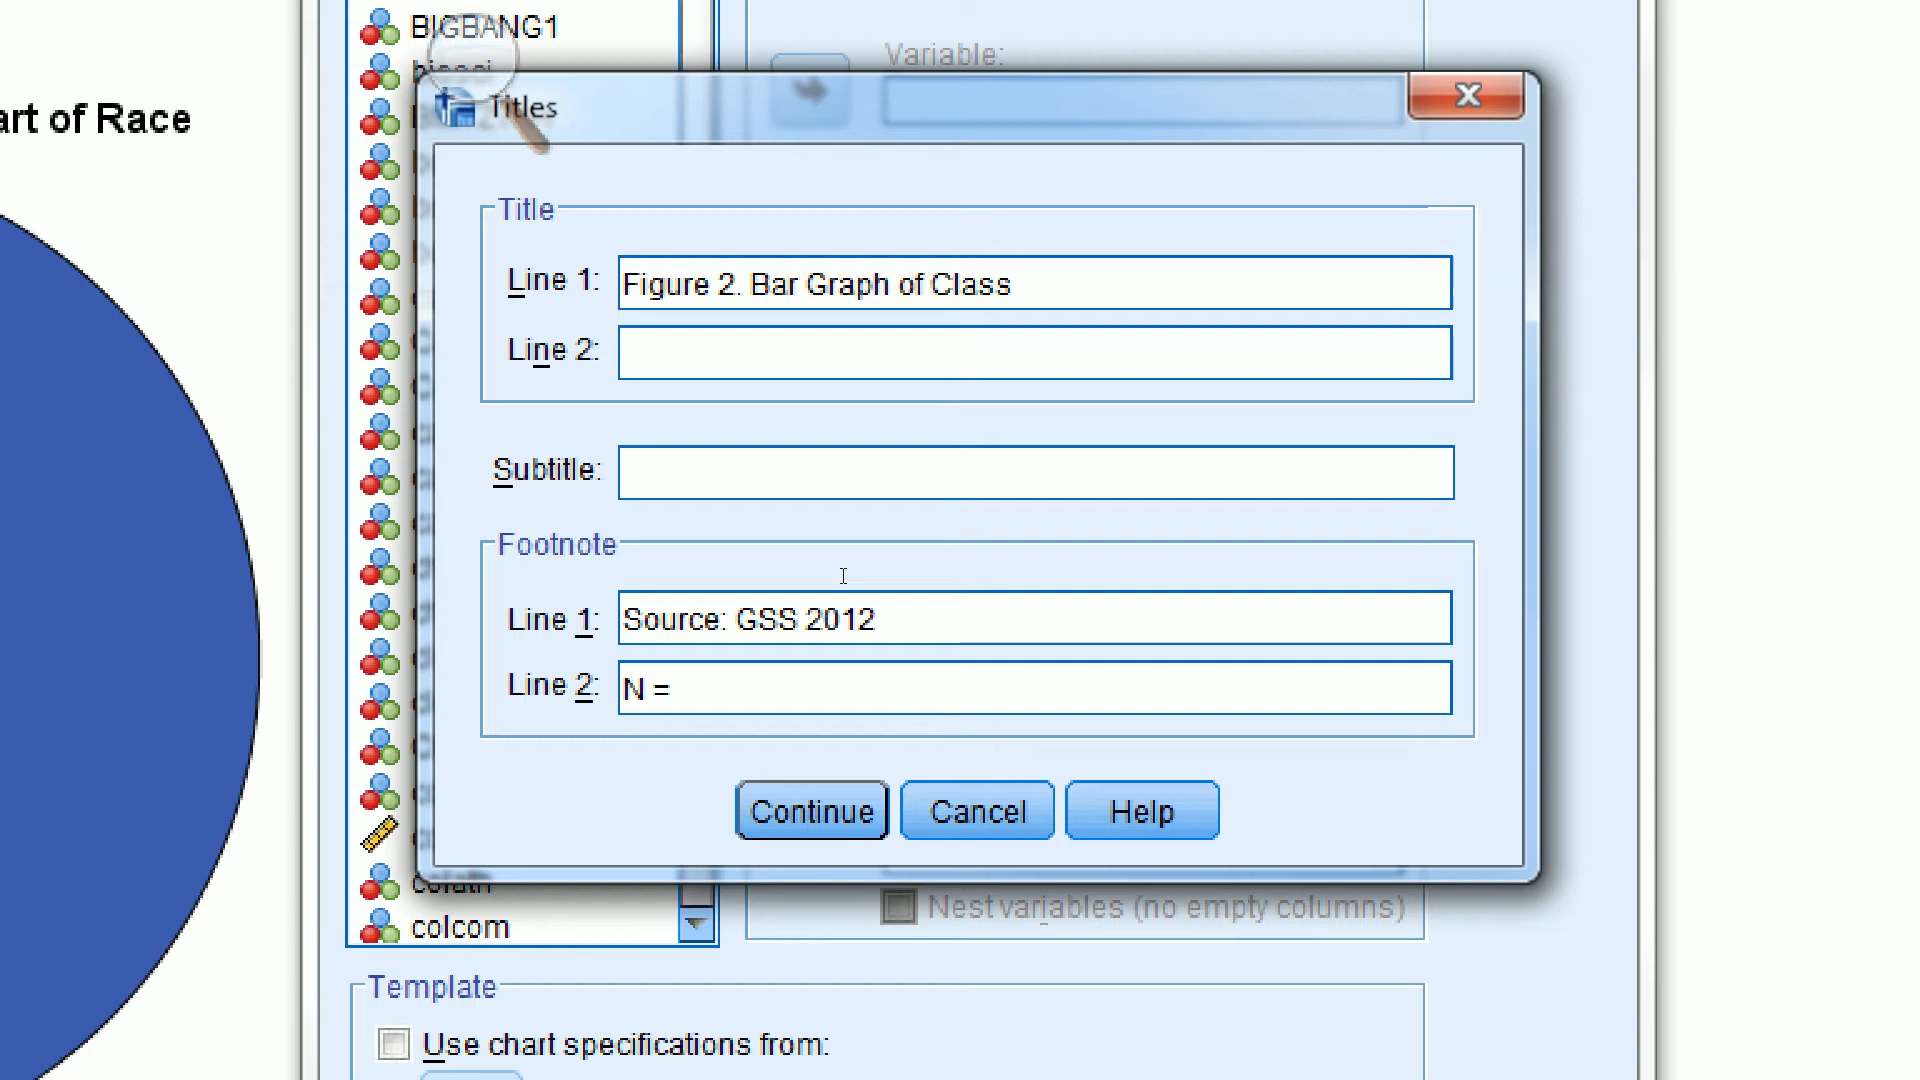 BIGBANG1
Variable:
art of Race
Titles
Title
Line 1: Figure 2. Bar Graph of Class
Line 2:
Subtitle:
Footnote
Line 1: Source: GSS 2012
Line 2: N =
Continue Cancel Help
colath
Nest variables (no empty columns)
colcom
Template
Use chart specifications from: